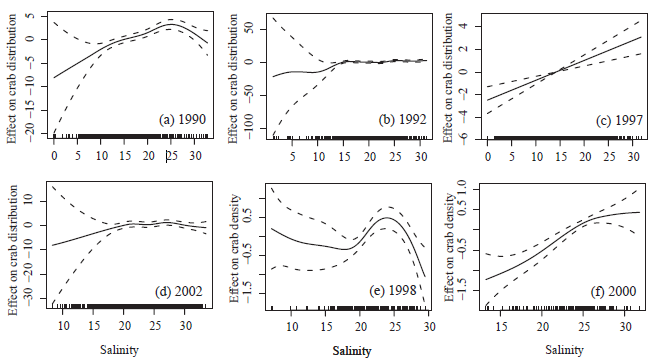 Effect on crab distribution
5
0
−5
−10
−15
−20
(a) 1990
0 5 10 15 20 25 30
Effect on crab distribution
50
0
−50
−100
(b) 1992
5 10 15 20 25 30
Effect on crab distribution
4
2
0
−2
−4
−6
(c) 1997
0 5 10 15 20 25 30
Effect on crab distribution
10
0
−10
−20
−30
(d) 2002
10 15 20 25 30
Salinity
Effect on crab density
0.5
−0.5
−1.5
(e) 1998
10 15 20 25 30
Salinity
Effect on crab density
1.0
0.5
−0.5
−1.5
(f) 2000
15 20 25 30
Salinity